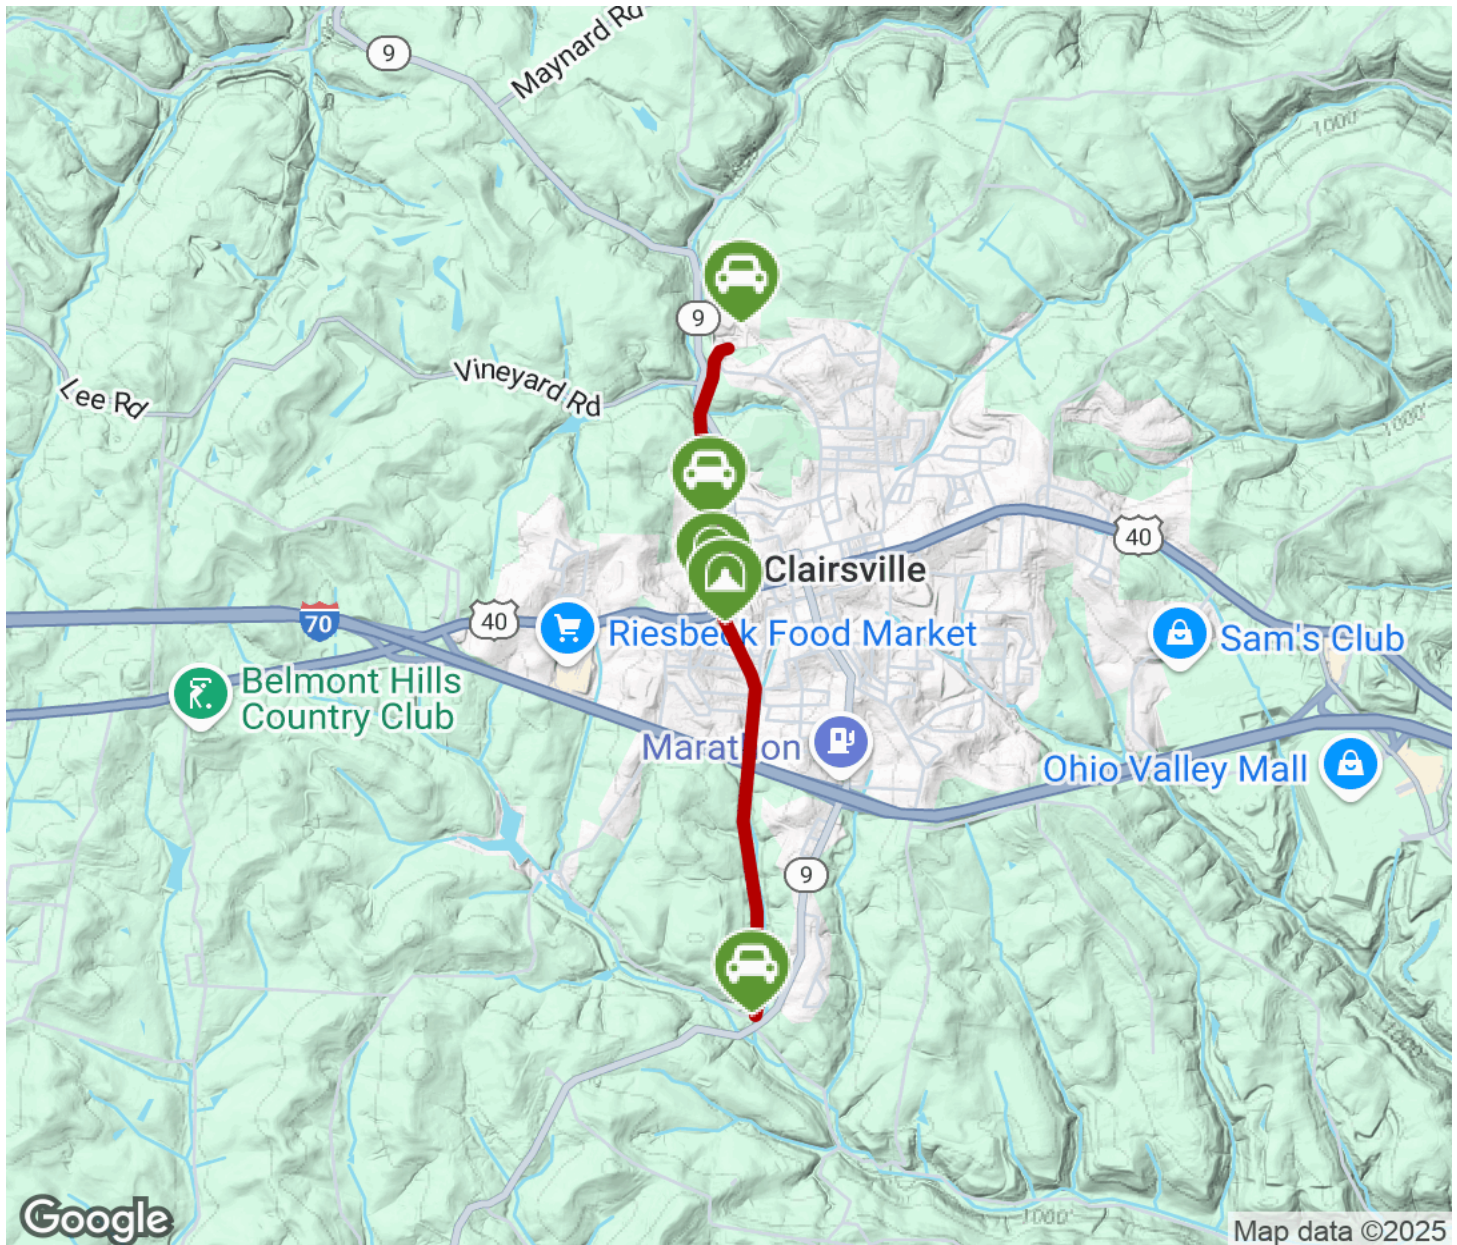 9
Maynard Rd
1000'
9
Vineyard Rd
Lee Rd
1000'
40
Clairsville
70
40
Riesbeck Food Market
Sam's Club
Belmont Hills
Country Club
Marathon
Ohio Valley Mall
9
1000'
1000'
Google
Map data ©2025